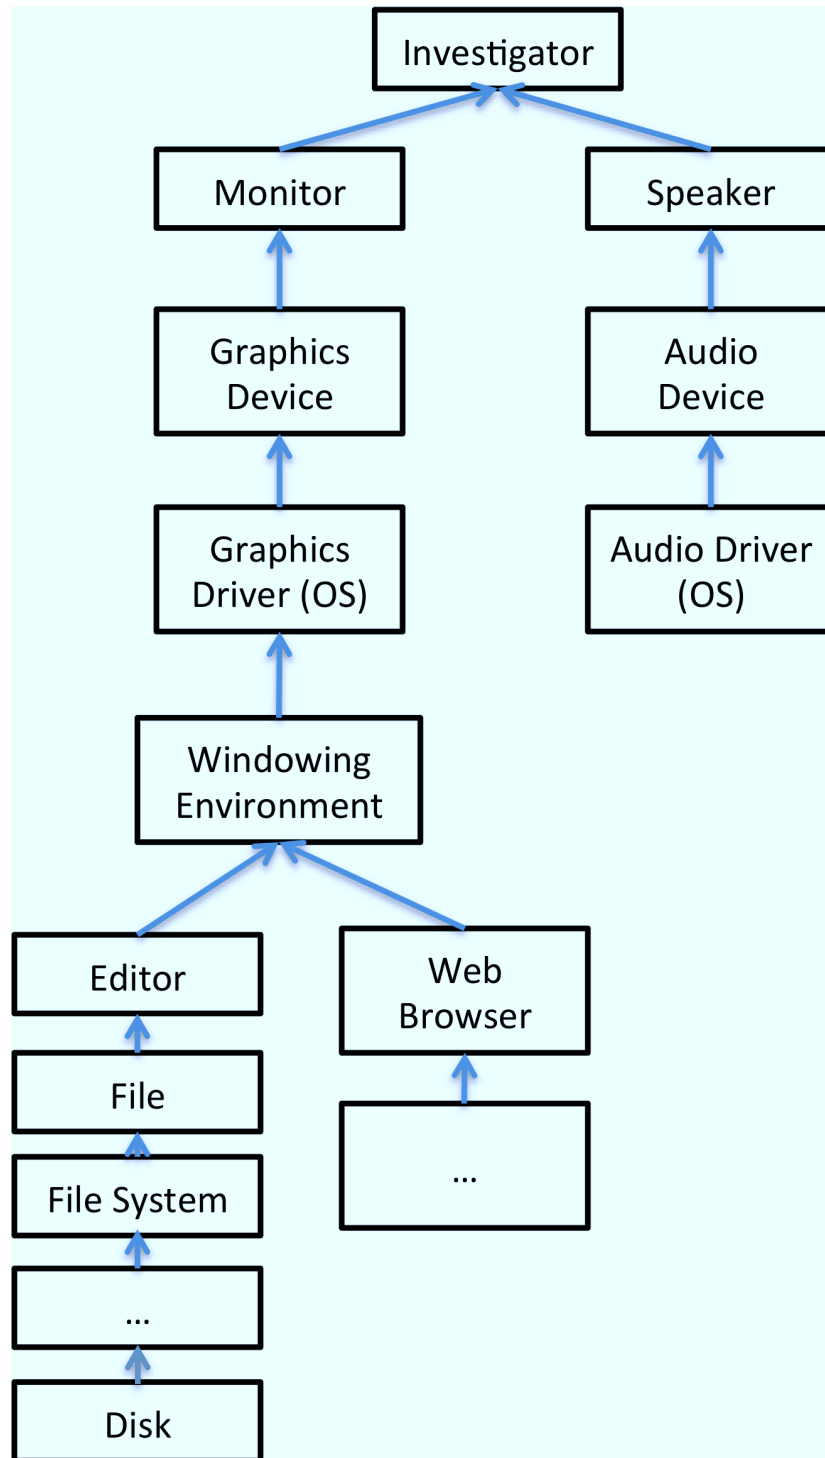 Investigator
Monitor
Speaker
Graphics
Device
Audio
Device
Graphics
Driver (OS)
Audio Driver
(OS)
Windowing
Environment
Editor
Web
Browser
File
...
File System
...
Disk